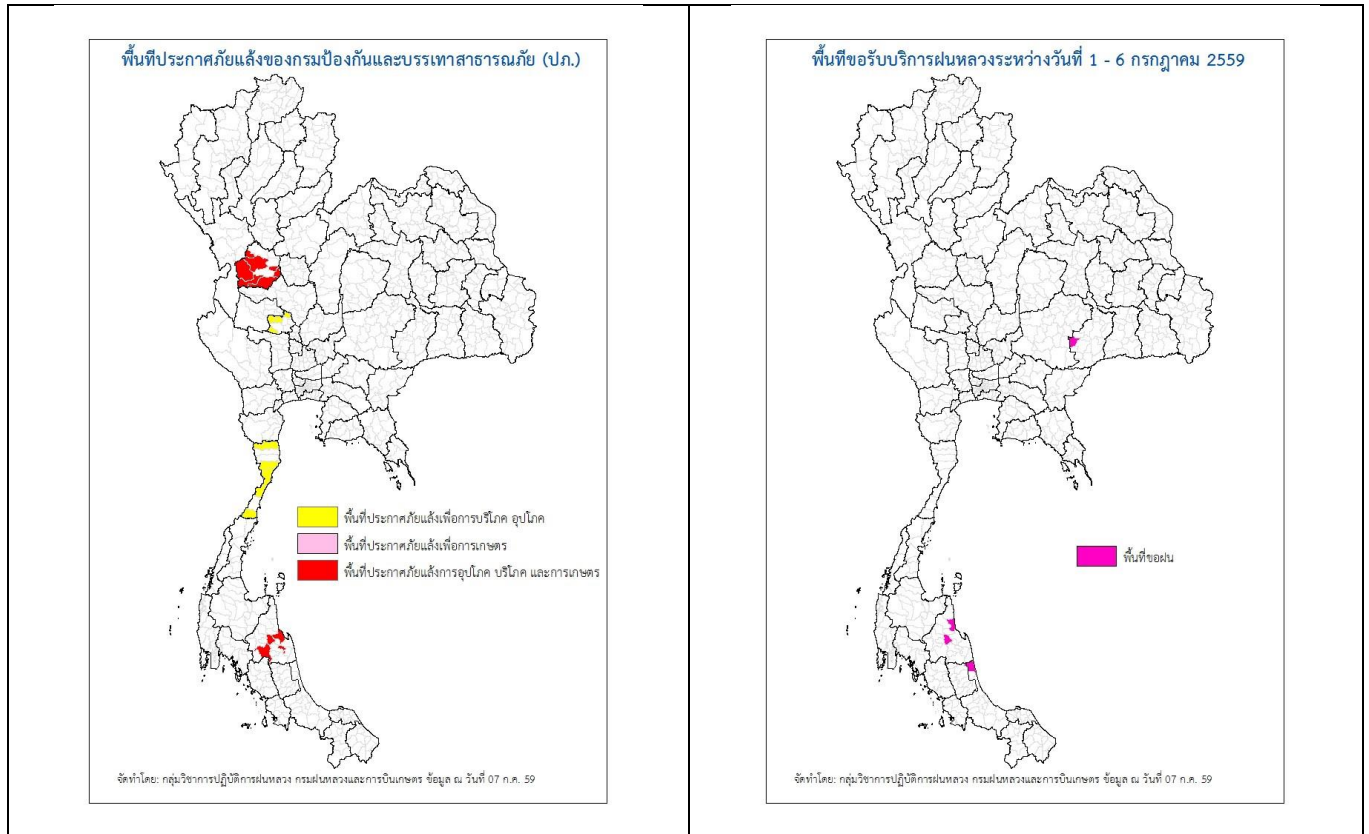 พื้นที่ประกาศภัยแล้งของกรมป้องกันและบรรเทาสาธารณภัย (ปภ.)
พื้นที่ประกาศภัยแล้งเพื่อการบริโภค อุปโภค
พื้นที่ประกาศภัยแล้งเพื่อการเกษตร
พื้นที่ประกาศภัยแล้งการอุปโภค บริโภค และการเกษตร
จัดทำโดย: กลุ่มวิชาการปฏิบัติการฝนหลวง กรมฝนหลวงและการบินเกษตร ข้อมูล ณ วันที่ 07 ก.ค. 59
พื้นที่ขอรับบริการฝนหลวงระหว่างวันที่ 1 - 6 กรกฎาคม 2559
พื้นที่ขอฝน
จัดทำโดย: กลุ่มวิชาการปฏิบัติการฝนหลวง กรมฝนหลวงและการบินเกษตร ข้อมูล ณ วันที่ 07 ก.ค. 59